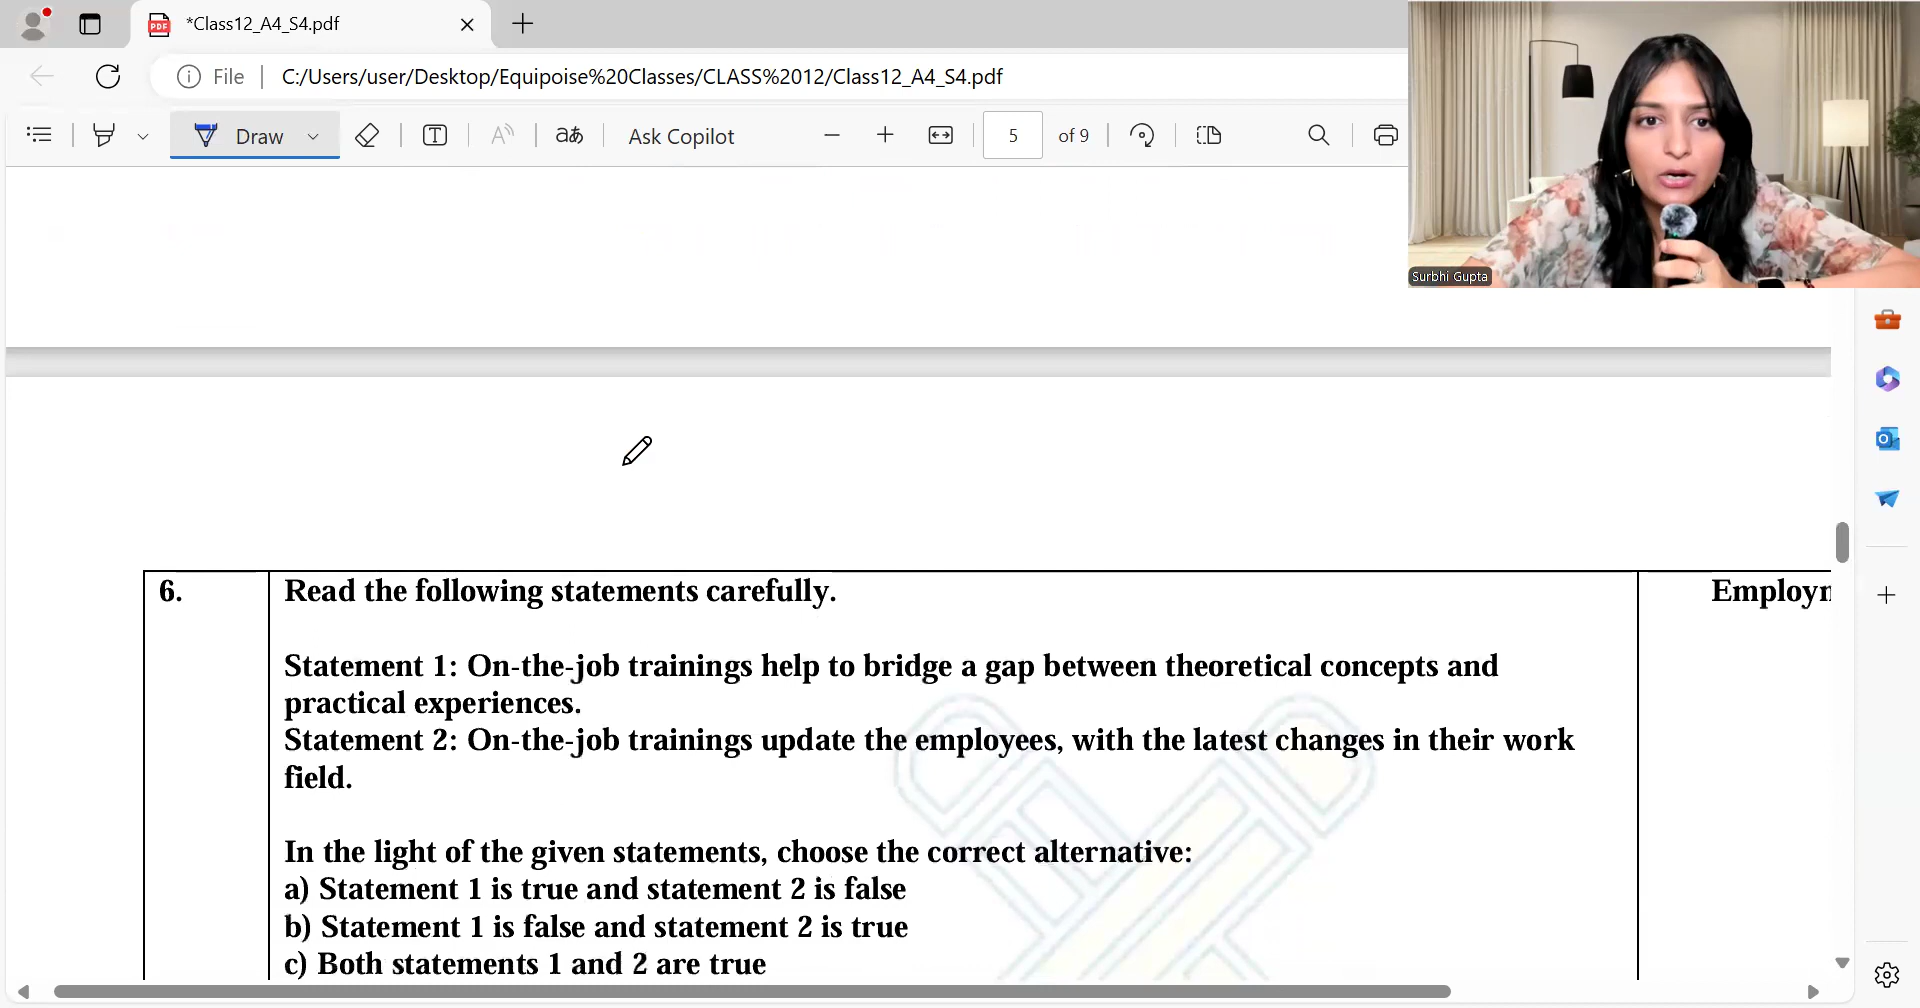 *Class12_A4_S4.pdf
File
C:/Users/user/Desktop/Equipoise%20Classes/CLASS%2012/Class12_A4_S4.pdf
Draw
aあ
Ask Copilot
5
of 9
Surbhi Gupta
6.
Read the following statements carefully.
Employ
Statement 1: On-the-job trainings help to bridge a gap between theoretical concepts and
practical experiences.
Statement 2: On-the-job trainings update the employees, with the latest changes in their work
field.
In the light of the given statements, choose the correct alternative:
a) Statement 1 is true and statement 2 is false
b) Statement 1 is false and statement 2 is true
c) Both statements 1 and 2 are true